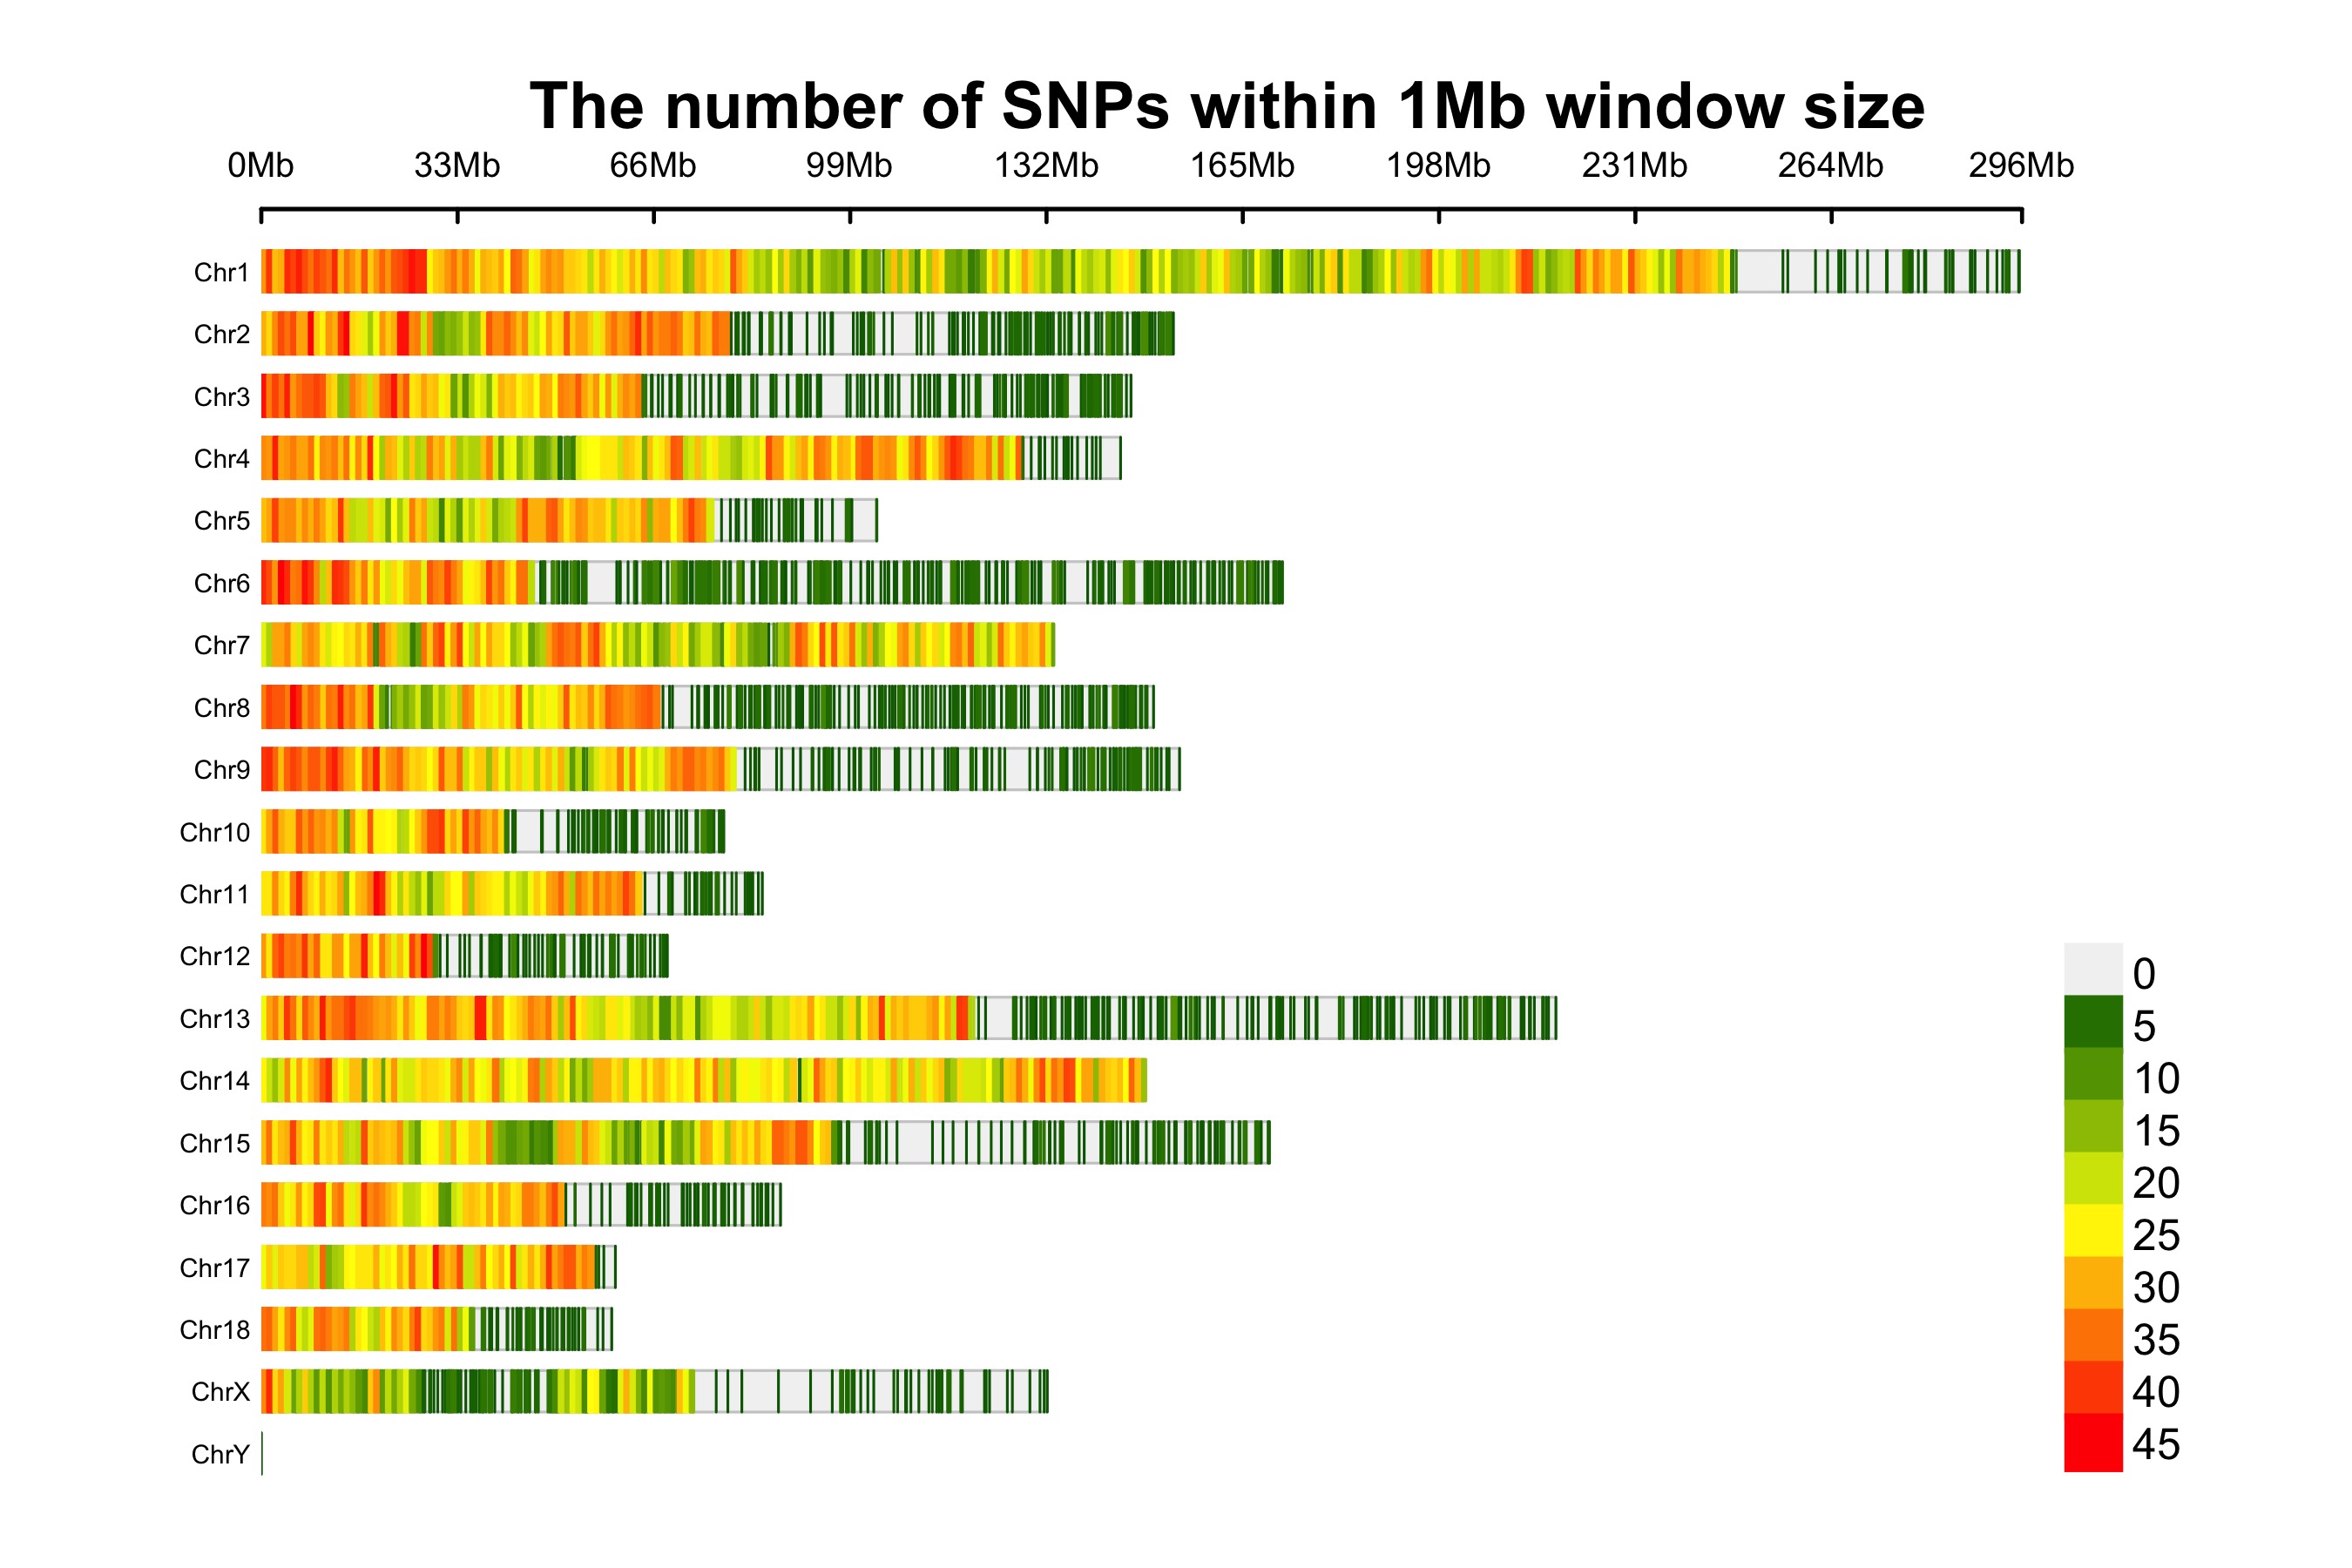 The number of SNPs within 1Mb window size
0Mb 33Mb 66Mb 99Mb 132Mb 165Mb 198Mb 231Mb 264Mb 296Mb
Chr1
Chr2
Chr3
Chr4
Chr5
Chr6
Chr7
Chr8
Chr9
Chr10
Chr11
Chr12
Chr13
Chr14
Chr15
Chr16
Chr17
Chr18
ChrX
ChrY
0
5
10
15
20
25
30
35
40
45